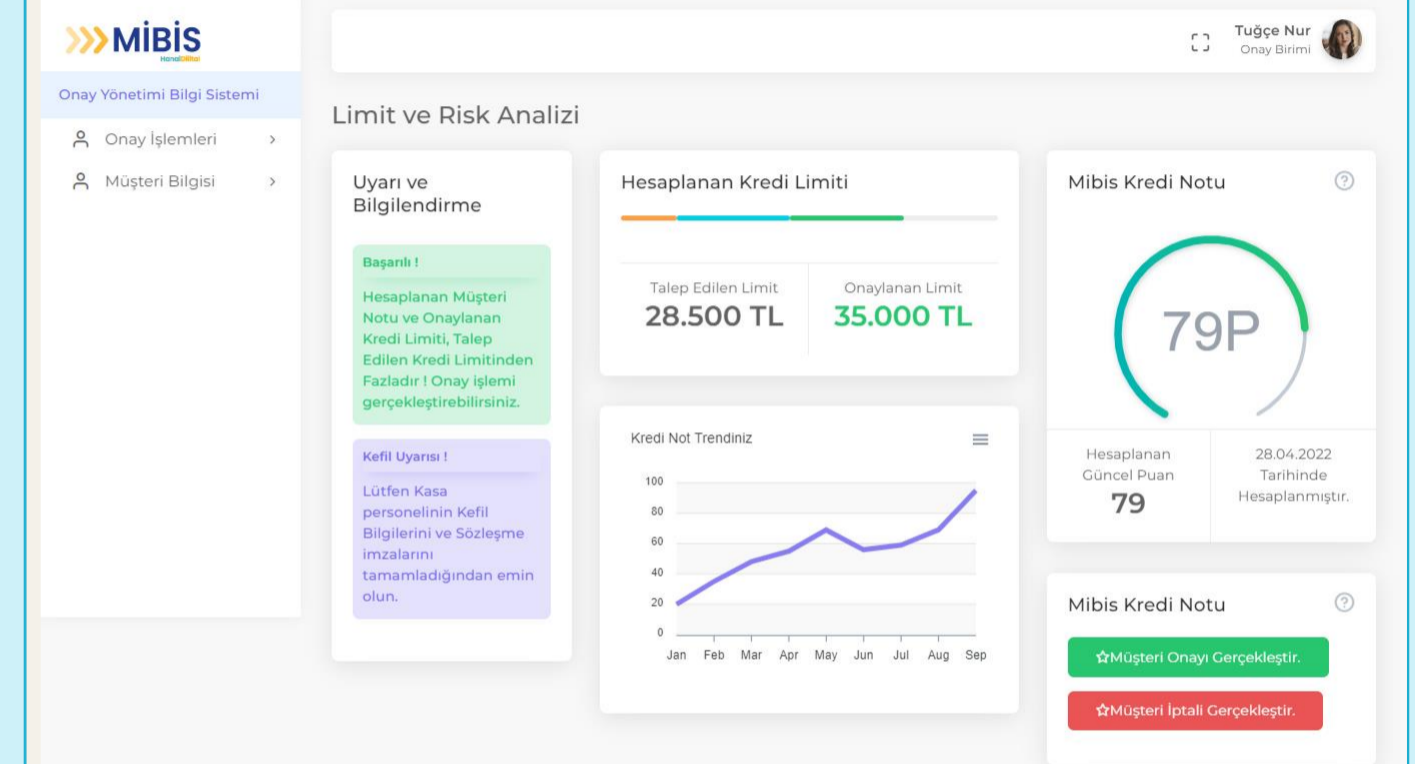 MİBİS
HanelDijital
Onay Yönetimi Bilgi Sistemi
Onay İşlemleri
Müşteri Bilgisi
Tuğçe Nur
Onay Birimi
Limit ve Risk Analizi
Uyarı ve
Bilgilendirme
Başarılı !
Hesaplanan Müşteri
Notu ve Onaylanan
Kredi Limiti, Talep
Edilen Kredi Limitinden
Fazladır ! Onay işlemi
gerçekleştirebilirsiniz.
Kefil Uyarısı !
Lütfen Kasa
personelinin Kefil
Bilgilerini ve Sözleşme
imzalarını
tamamladığından emin
olun.
Hesaplanan Kredi Limiti
Talep Edilen Limit
28.500 TL
Onaylanan Limit
35.000 TL
Kredi Not Trendiniz
100
80
60
40
20
0
Jan Feb Mar Apr May Jun Jul Aug Sep
Mibis Kredi Notu
79P
Hesaplanan
Güncel Puan
79
28.04.2022
Tarihinde
Hesaplanmıştır.
Mibis Kredi Notu
Müşteri Onayı Gerçekleştir.
Müşteri İptali Gerçekleştir.